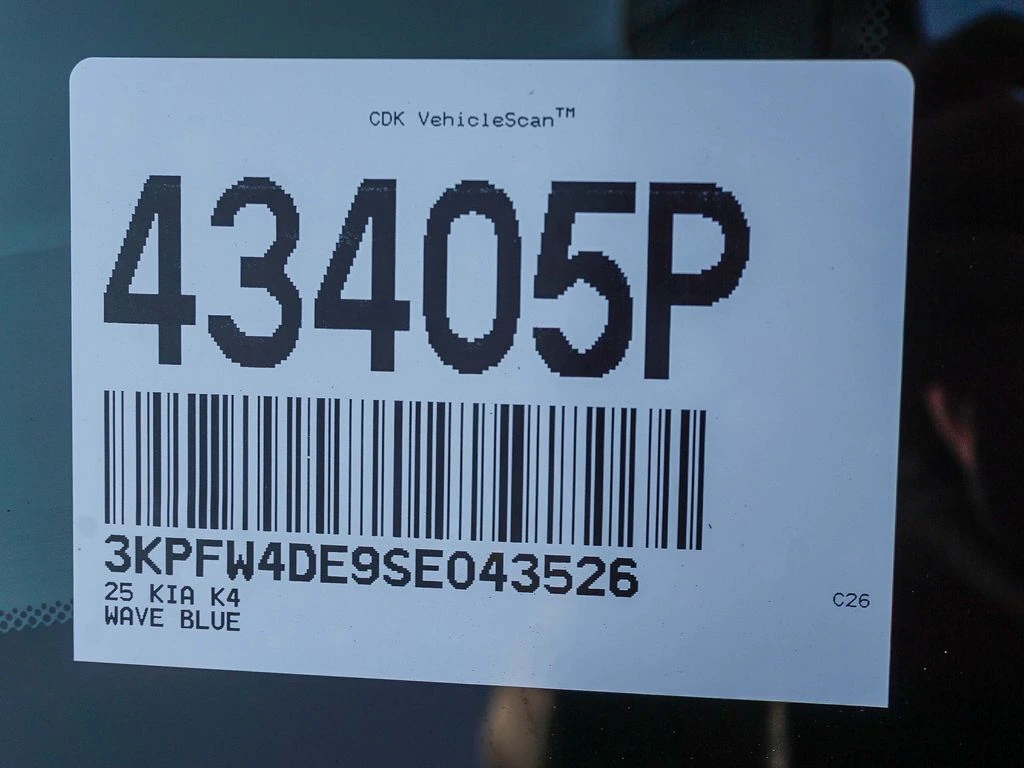 CDK VehicleScan™
43405P
3KPFW4DE9SE043526
25 KIA K4
WAVE BLUE
C26